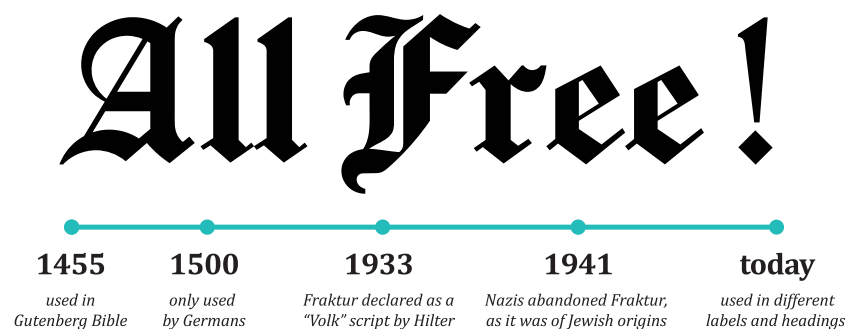 All Free!
1455 1500 1933 1941 today
used in only used Fraktur declared as a Nazis abandoned Fraktur, used in different
Gutenberg Bible by Germans “Volk” script by Hilter as it was of Jewish origins labels and headings